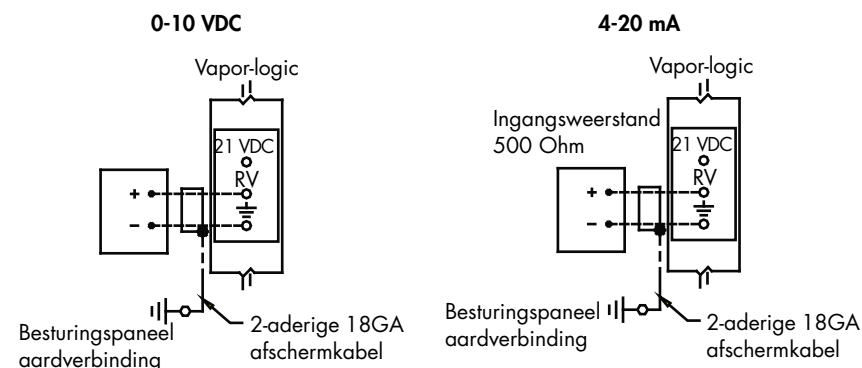 0-10 VDC
Vapor-logic
21 VDC
RV
+
-
Besturingspaneel
aardverbinding
2-aderige 18GA
afschermkabel
4-20 mA
Vapor-logic
Ingangsweerstand
500 Ohm
21 VDC
RV
+
-
Besturingspaneel
aardverbinding
2-aderige 18GA
afschermkabel